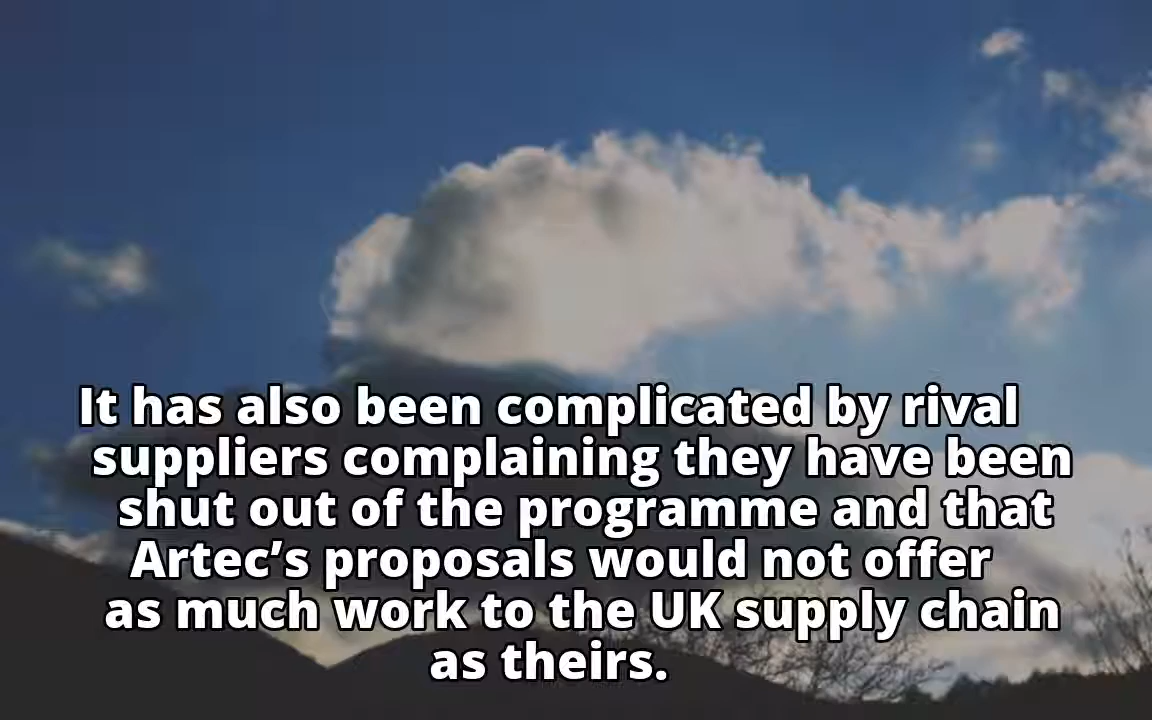 It has also been complicated by rival
suppliers complaining they have been
shut out of the programme and that
Artec’s proposals would not offer
as much work to the UK supply chain
as theirs.